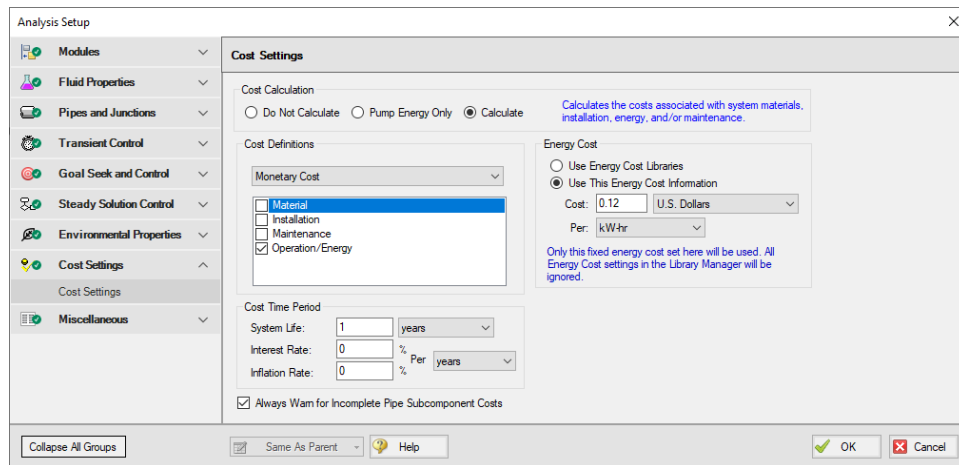 Analysis Setup
Modules
Fluid Properties
Pipes and Junctions
Transient Control
Goal Seek and Control
Steady Solution Control
Environmental Properties
Cost Settings
Cost Settings
Miscellaneous
Collapse All Groups
Cost Settings
Cost Calculation
Do Not Calculate
Pump Energy Only
Calculate
Calculates the costs associated with system materials,
installation, energy, and/or maintenance.
Cost Definitions
Monetary Cost
Material
Installation
Maintenance
Operation/Energy
Energy Cost
Use Energy Cost Libraries
Use This Energy Cost Information
Cost: 0.12 U.S. Dollars
Per: kW-hr
Only this fixed energy cost set here will be used. All
Energy Cost settings in the Library Manager will be
ignored.
Cost Time Period
System Life: 1 years
Interest Rate: 0 %
Per years
Inflation Rate: 0 %
Always Warn for Incomplete Pipe Subcomponent Costs
Same As Parent
Help
OK
Cancel